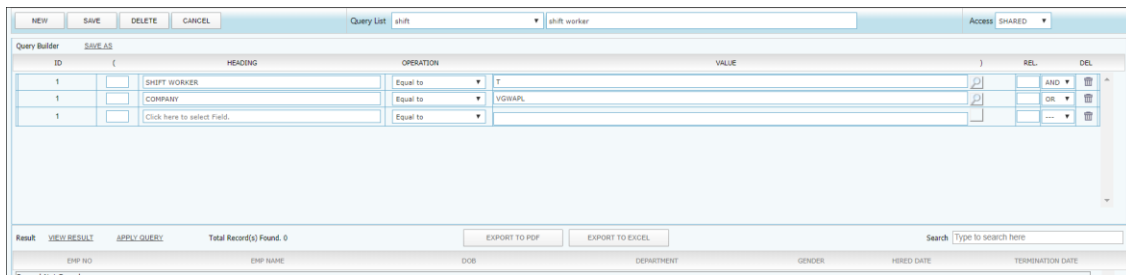 NEW SAVE DELETE CANCEL Query List shift shift worker Access SHARED
Query Builder SAVE AS
ID ( HEADING OPERATION VALUE ) REL. DEL
1 SHIFT WORKER Equal to T AND
1 COMPANY Equal to VGWAPL OR
1 Click here to select Field. Equal to ---
Result VIEW RESULT APPLY QUERY Total Record(s) Found. 0 EXPORT TO PDF EXPORT TO EXCEL Search Type to search here
EMP NO EMP NAME DOB DEPARTMENT GENDER HIRED DATE TERMINATION DATE